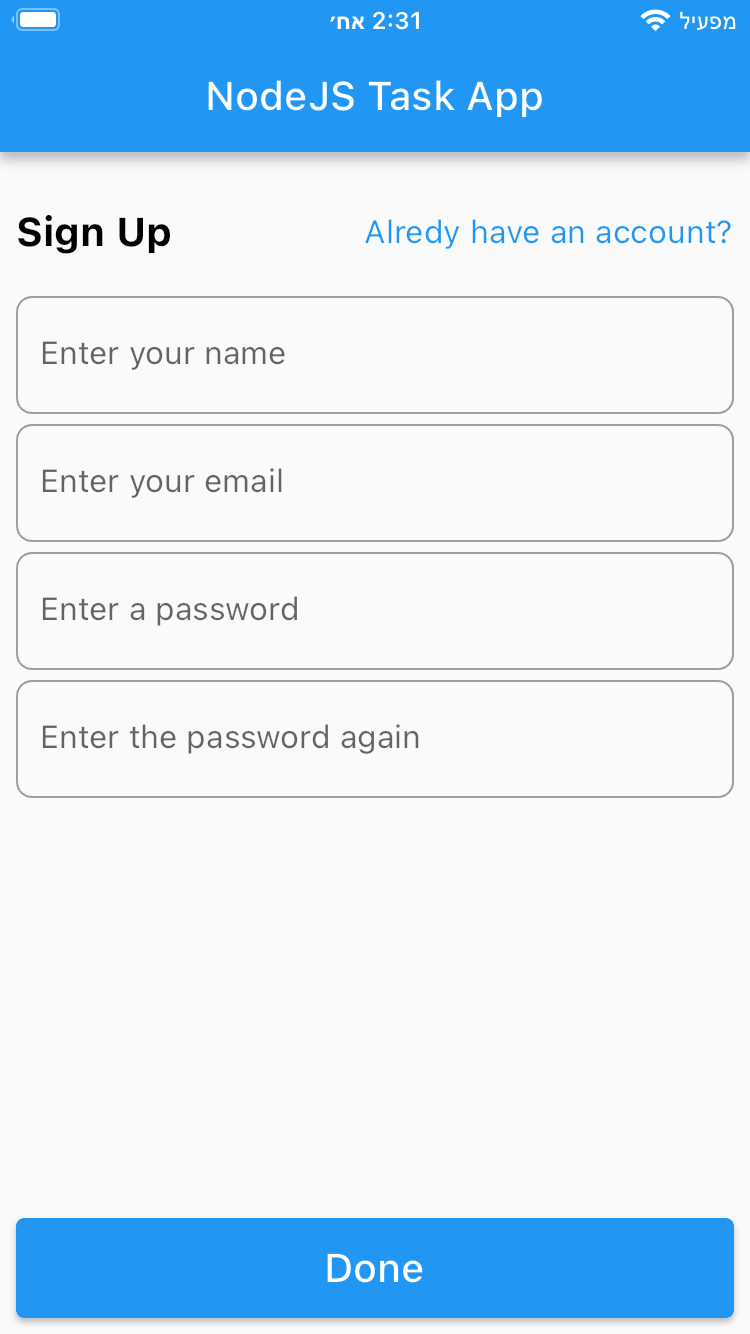 2:31 אח׳
מפעיל
NodeJS Task App
Sign Up
Alredy have an account?
Enter your name
Enter your email
Enter a password
Enter the password again
Done